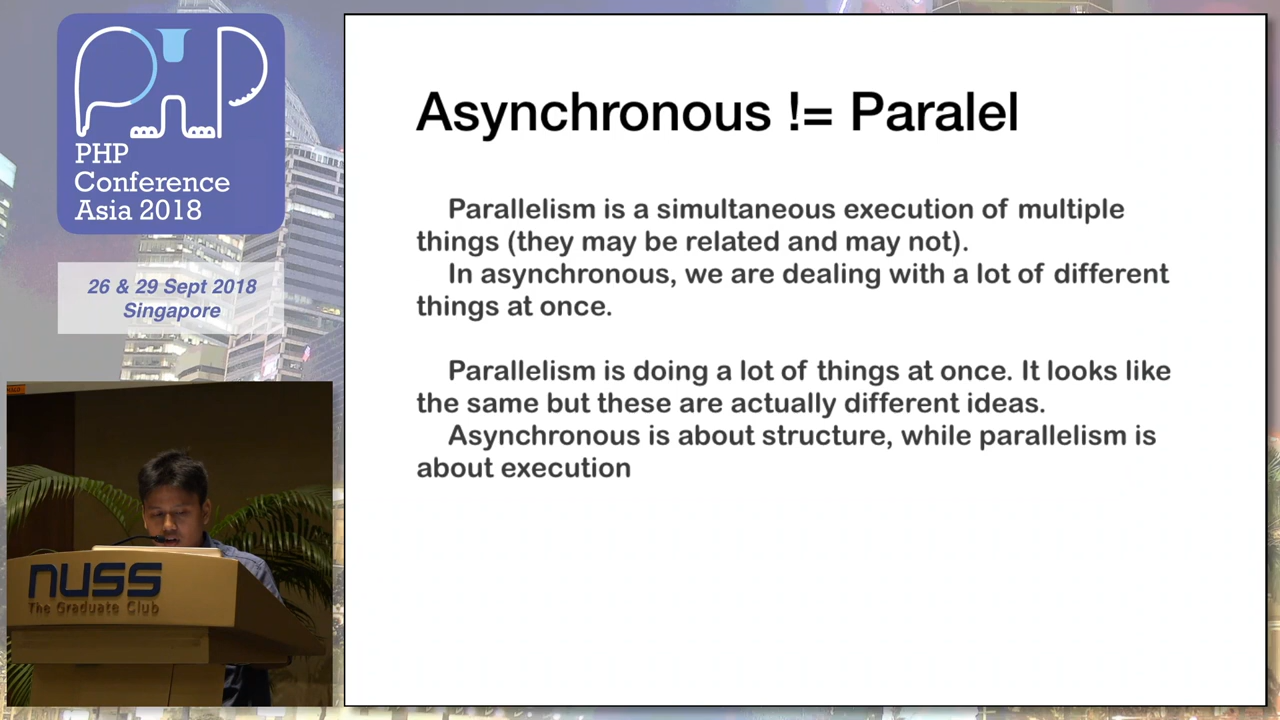 PHP
Conference
Asia 2018
26 & 29 Sept 2018
Singapore
nuss
The Graduate Club
Asynchronous != Paralel
Parallelism is a simultaneous execution of multiple
things (they may be related and may not).
In asynchronous, we are dealing with a lot of different
things at once.
Parallelism is doing a lot of things at once. It looks like
the same but these are actually different ideas.
Asynchronous is about structure, while parallelism is
about execution